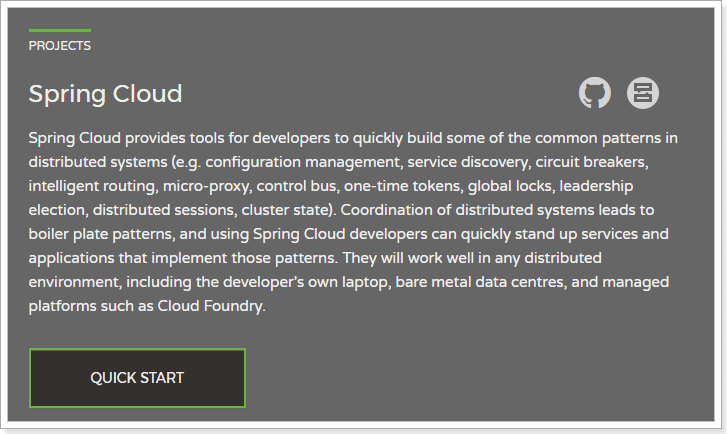 PROJECTS
Spring Cloud
Spring Cloud provides tools for developers to quickly build some of the common patterns in
distributed systems (e.g. configuration management, service discovery, circuit breakers,
intelligent routing, micro-proxy, control bus, one-time tokens, global locks, leadership
election, distributed sessions, cluster state). Coordination of distributed systems leads to
boiler plate patterns, and using Spring Cloud developers can quickly stand up services and
applications that implement those patterns. They will work well in any distributed
environment, including the developer's own laptop, bare metal data centres, and managed
platforms such as Cloud Foundry.
QUICK START